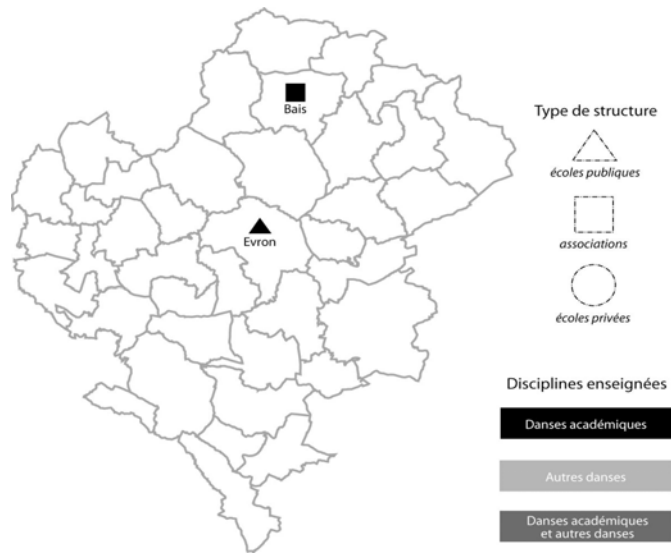 Bais
Evron
Type de structure
écoles publiques
associations
écoles privées
Disciplines enseignées
Danses académiques
Autres danses
Danses académiques
et autres danses